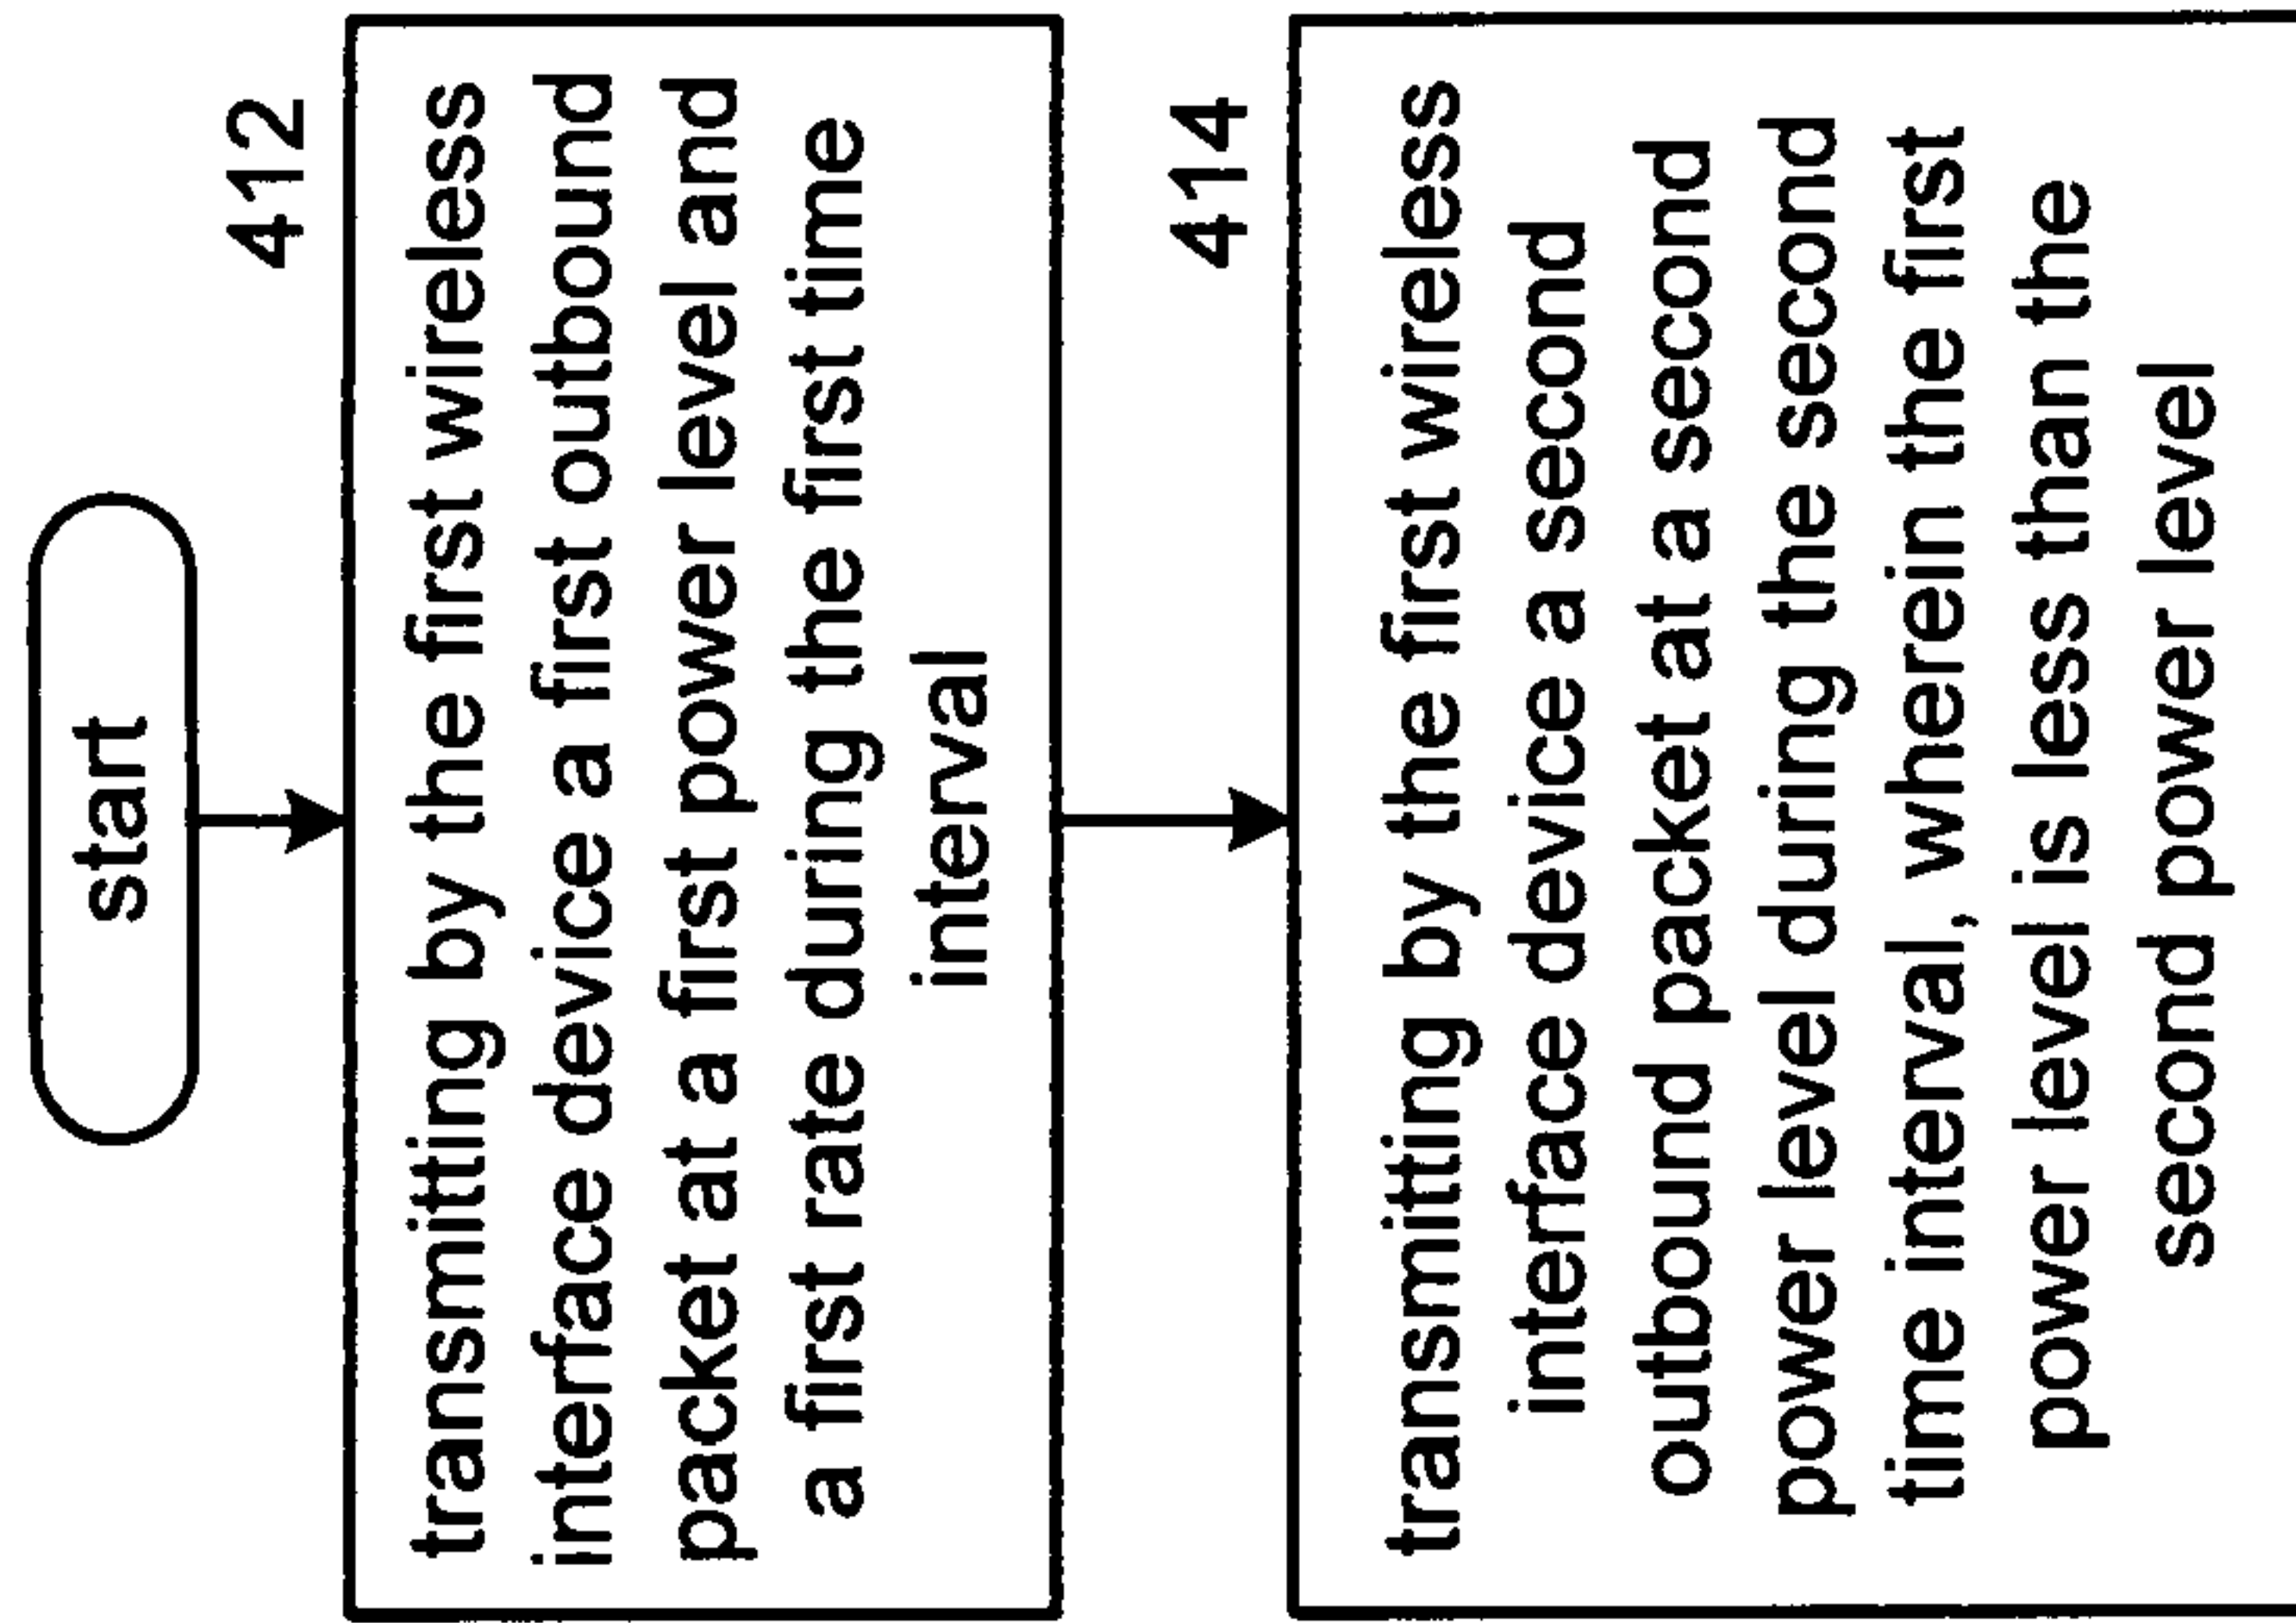 start
412
transmitting by the first wireless
interface device a first outbound
packet at a first power level and
a first rate during the first time
interval
414
transmitting by the first wireless
interface device a second
outbound packet at a second
power level during the second
time interval, wherein the first
power level is less than the
second power level